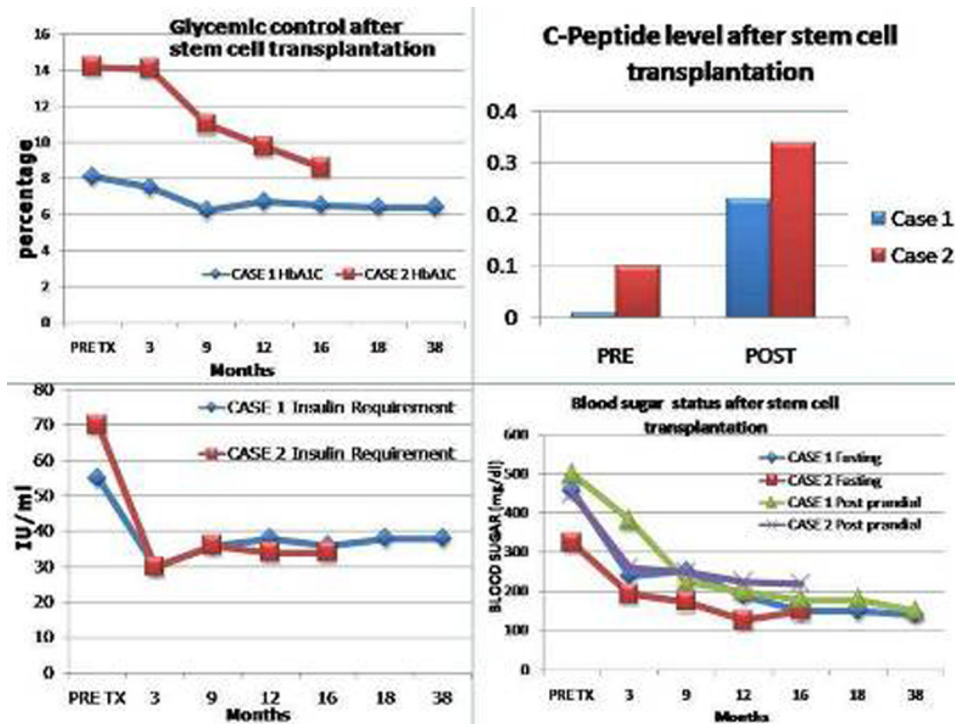 Glycemic control after
stem cell transplantation
16
14
12
10
8
6
4
2
0
percentage
CASE 1 HbA1C
CASE 2 HbA1C
PRE TX 3 9 12 16 18 38
Months
C-Peptide level after stem cell
transplantation
0.4
0.3
0.2
0.1
0
Case 1
Case 2
PRE POST
80
70
60
50
40
30
20
10
0
IU/ml
CASE 1 Insulin Requirement
CASE 2 Insulin Requirement
PRE TX 3 9 12 16 18 38
Months
Blood sugar status after stem cell
transplantation
600
500
400
300
200
100
0
BLOOD SUGAR (mg/dl)
CASE 1 Fasting
CASE 2 Fasting
CASE 1 Post prandial
CASE 2 Post prandial
PRE TX 3 9 12 16 18 38
Months